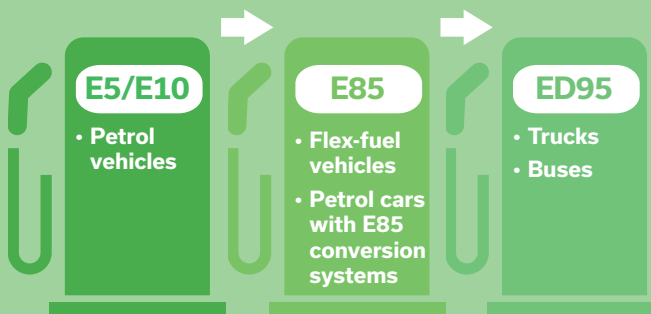 E5/E10
• Petrol
vehicles
E85
• Flex-fuel
vehicles
• Petrol cars
with E85
conversion
systems
ED95
• Trucks
• Buses